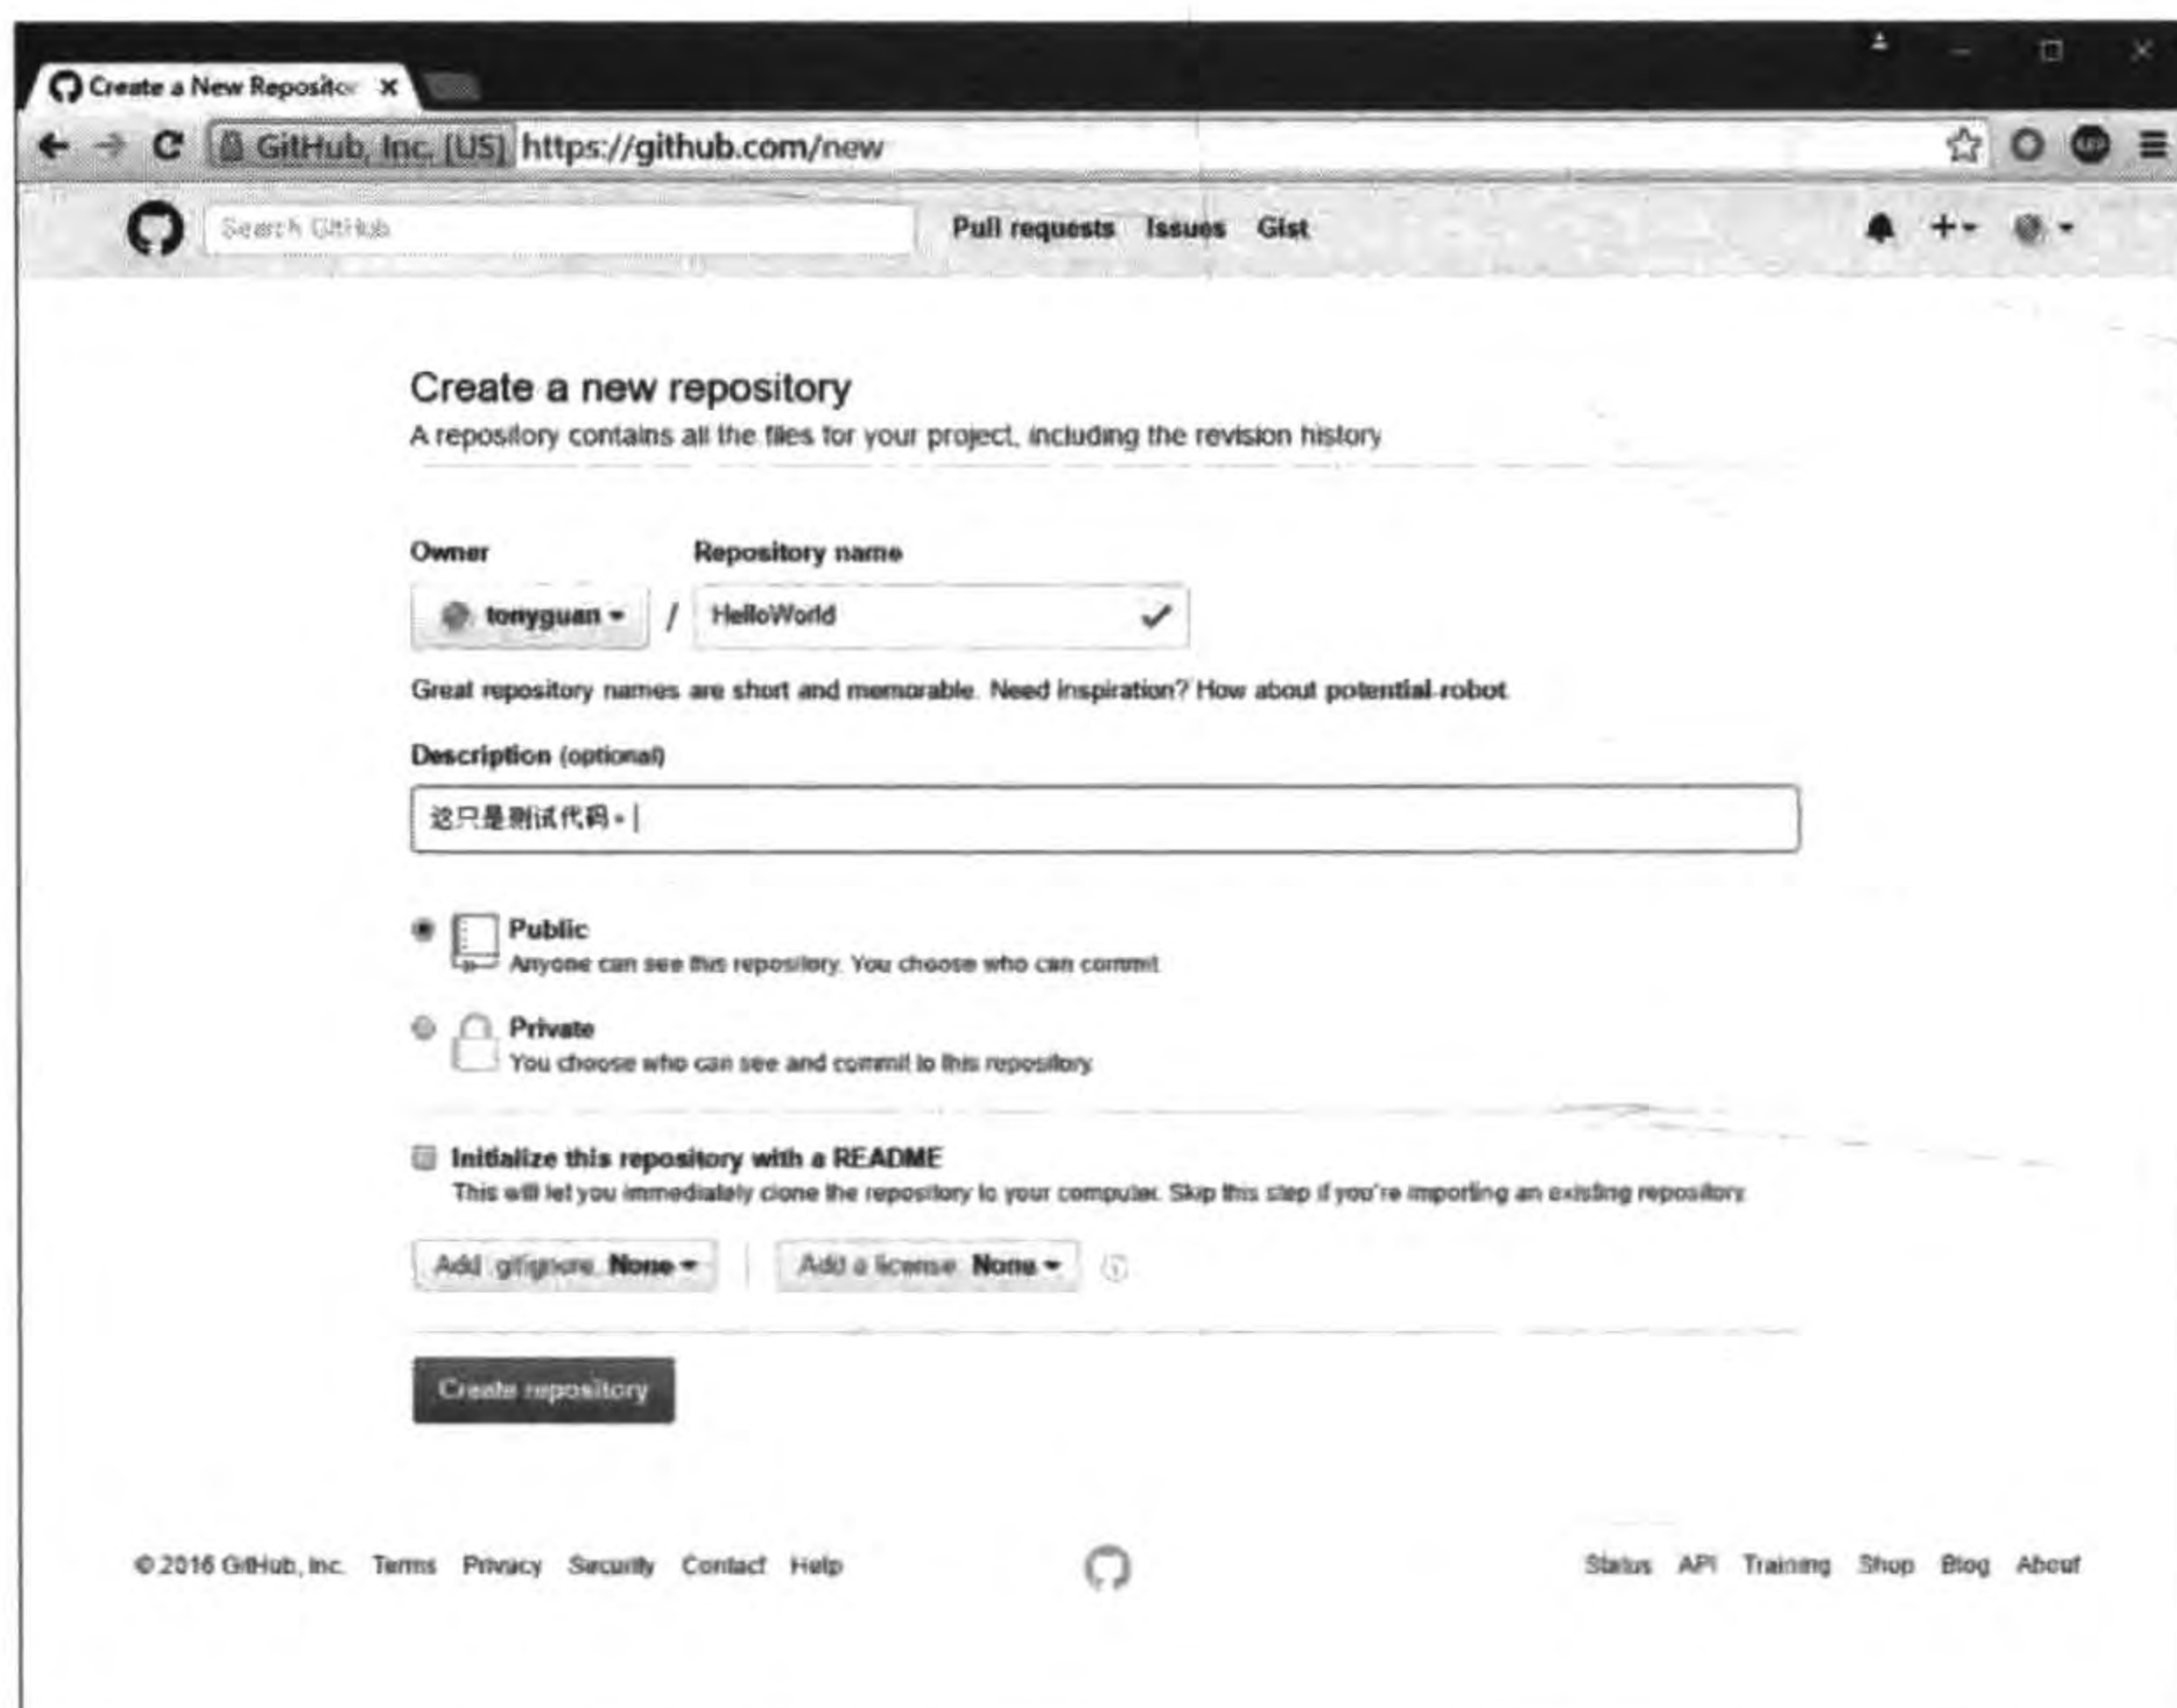 Create a New Repositor
GitHub, Inc. [US] https://github.com/new
Search GitHub Pull requests Issues Gist
Create a new repository
A repository contains all the files for your project, including the revision history
Owner Repository name
tonyguan / HelloWorld
Great repository names are short and memorable. Need inspiration? How about potential-robot
Description (optional)
这只是测试代码。
Public
Anyone can see this repository. You choose who can commit
Private
You choose who can see and commit to this repository
Initialize this repository with a README
This will let you immediately clone the repository to your computer. Skip this step if you're importing an existing repository.
Add .gitignore: None Add a license: None
Create repository
© 2016 GitHub, Inc. Terms Privacy Security Contact Help Status API Training Shop Blog About